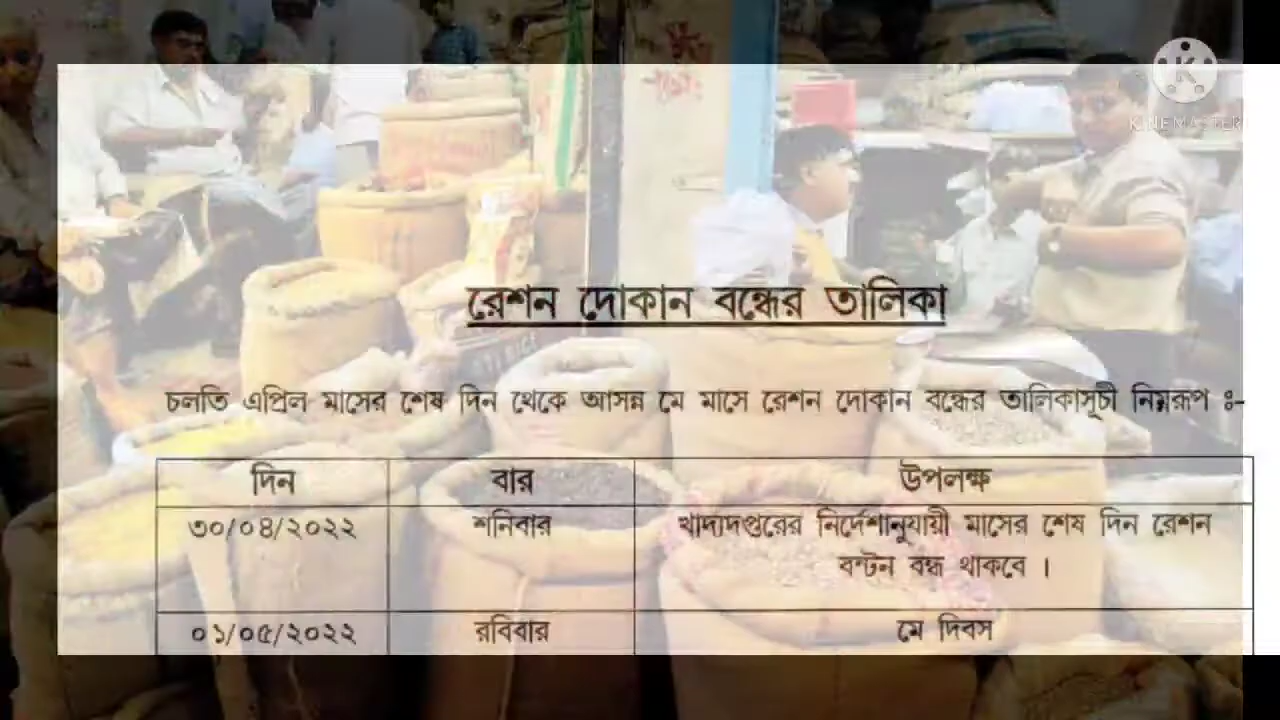 KINEMASTER
রেশন দোকান বন্ধের তালিকা
চলতি এপ্রিল মাসের শেষ দিন থেকে আসন্ন মে মাসে রেশন দোকান বন্ধের তালিকাসূচী নিম্নরূপ ঃ-
দিন বার উপলক্ষ
৩০/০৪/২০২২ শনিবার খাদ্যদপ্তরের নির্দেশানুযায়ী মাসের শেষ দিন রেশন
বন্টন বন্ধ থাকবে ।
০১/০৫/২০২২ রবিবার মে দিবস